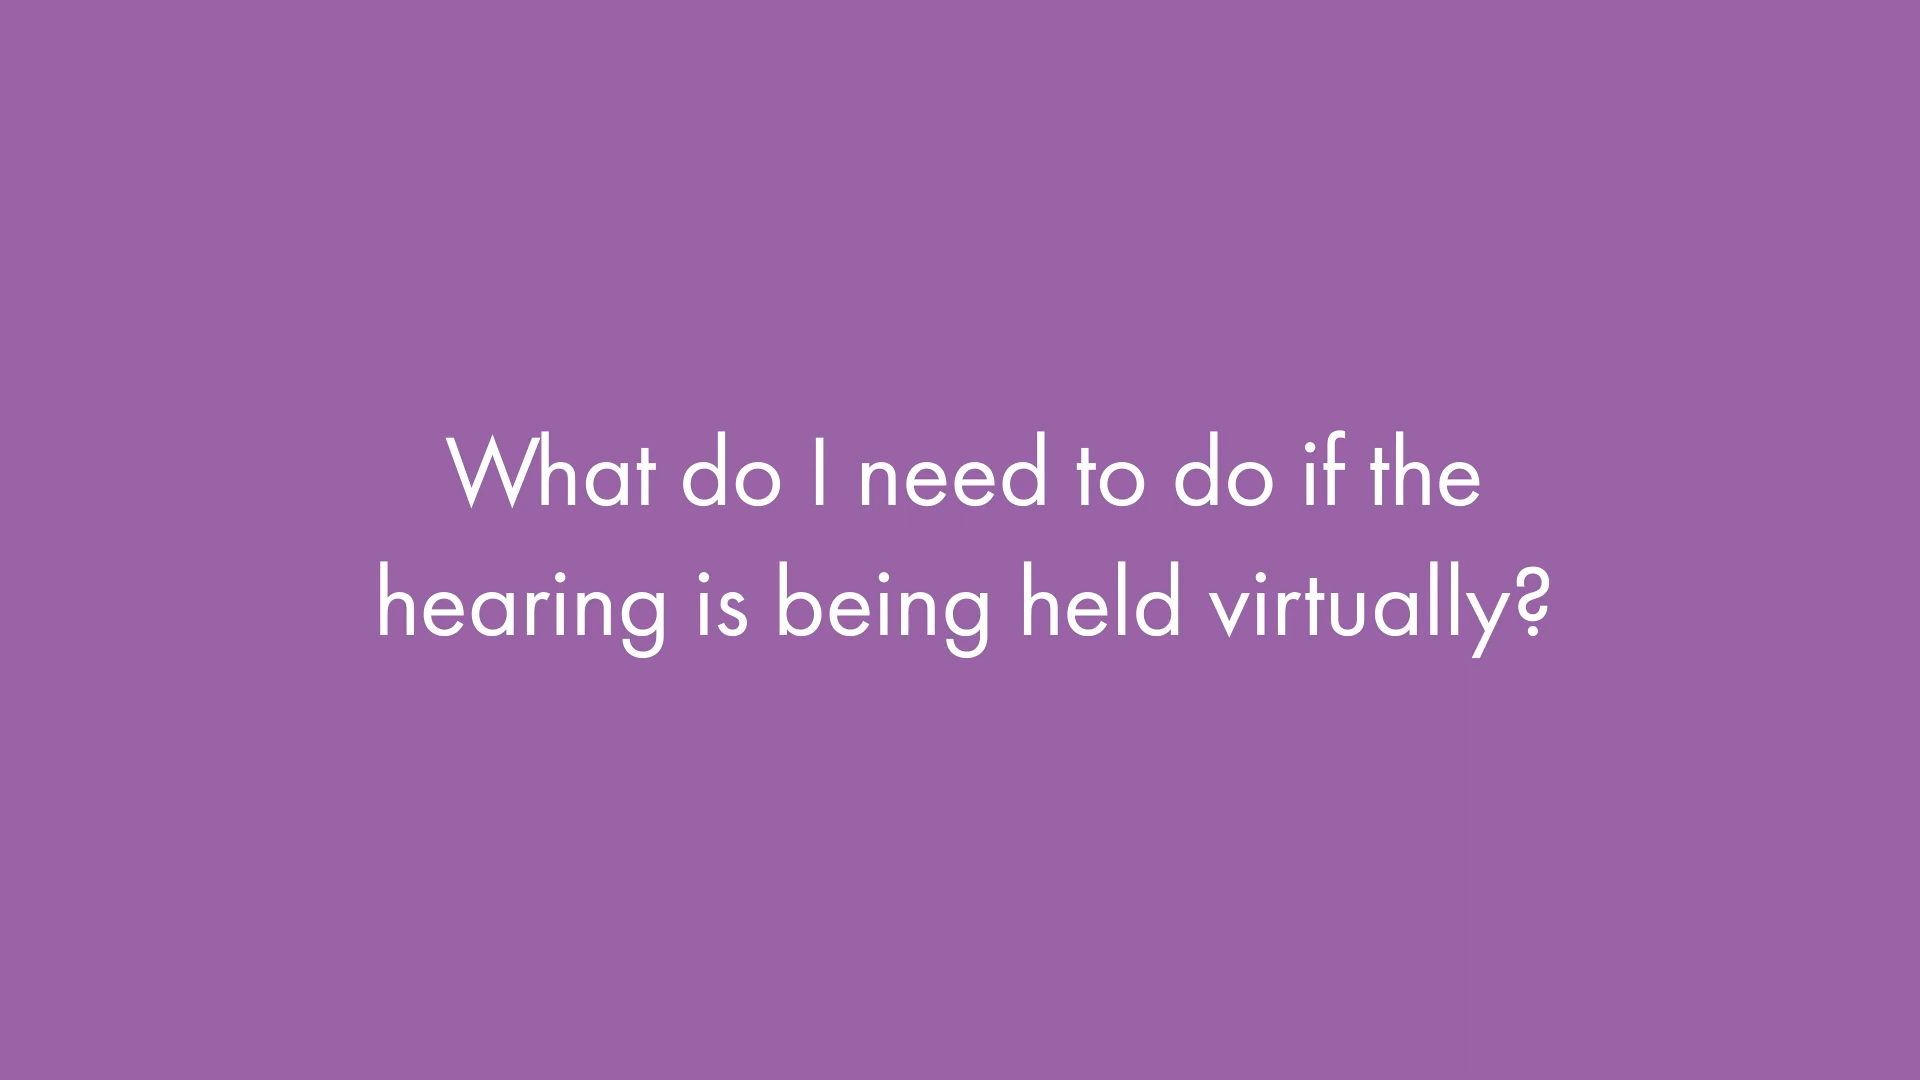 What do I need to do if the
hearing is being held virtually?